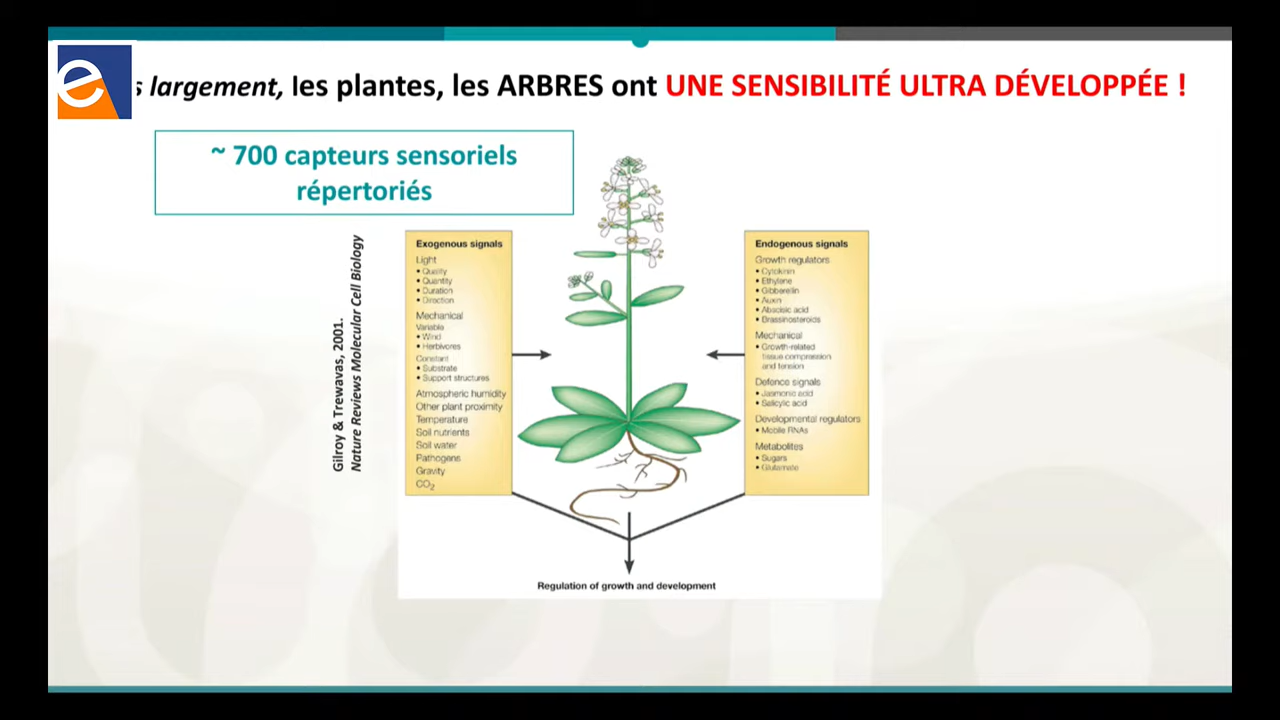 s largement, les plantes, les ARBRES ont UNE SENSIBILITÉ ULTRA DÉVELOPPÉE !
~ 700 capteurs sensoriels
répertoriés
Gilroy & Trewavas, 2001.
Nature Reviews Molecular Cell Biology
Exogenous signals
Light
• Quality
• Quantity
• Duration
• Direction
Mechanical
Variable
• Wind
• Herbivores
Constant
• Substrate
• Support structures
Atmospheric humidity
Other plant proximity
Temperature
Soil nutrients
Soil water
Pathogens
Gravity
CO2
Endogenous signals
Growth regulators
• Cytokinin
• Ethylene
• Gibberellin
• Auxin
• Abscisic acid
• Brassinosteroids
Mechanical
• Growth-related
tissue compression
and tension
Defence signals
• Jasmonic acid
• Salicylic acid
Developmental regulators
• Mobile RNAs
Metabolites
• Sugars
• Glutamate
Regulation of growth and development